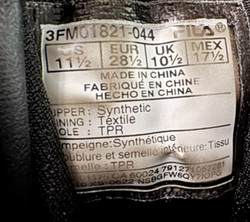 3FM01821-044 FILA
US EUR UK MEX
11½ 28½ 10½ 17½
MADE IN CHINA
FABRIQUÉ EN CHINE
HECHO EN CHINA
UPPER: Synthetic
LINING: Textile
SOLE: TPR
Empeigne: Synthétique
Doublure et semelle intérieure: Tissu
Semelle: TPR